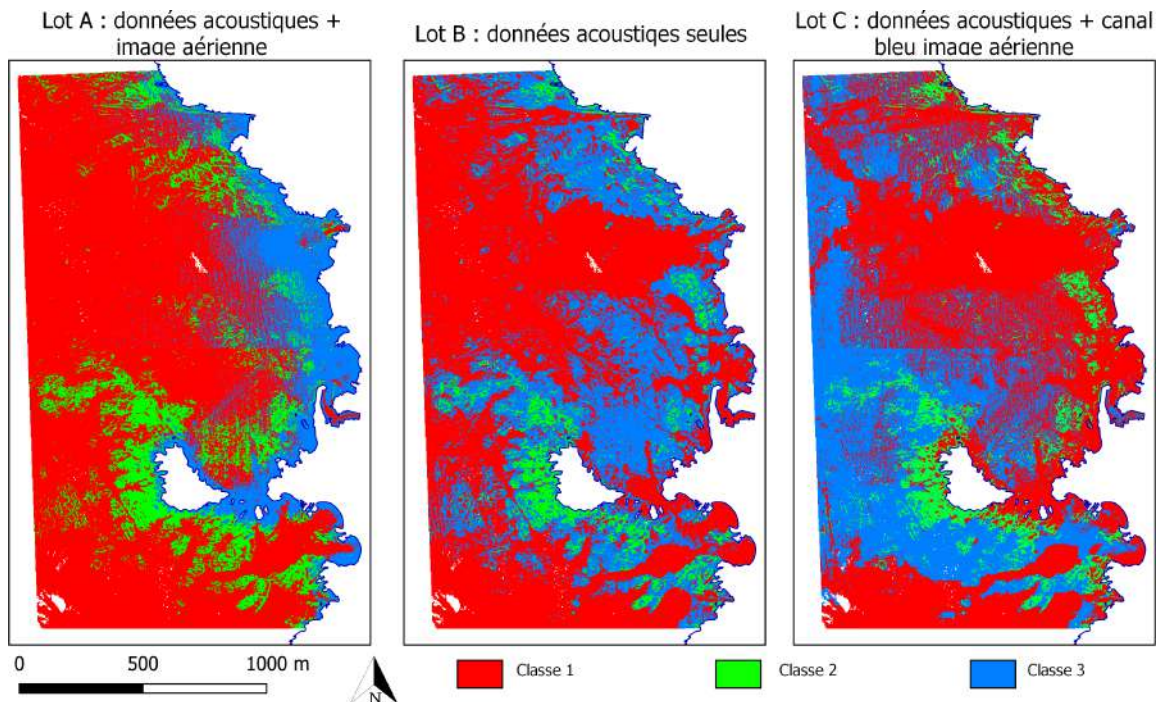 Lot A : données acoustiques +
image aérienne
Lot B : données acoustiqes seules
Lot C : données acoustiques + canal
bleu image aérienne
0 500 1000 m
N
Classe 1
Classe 2
Classe 3